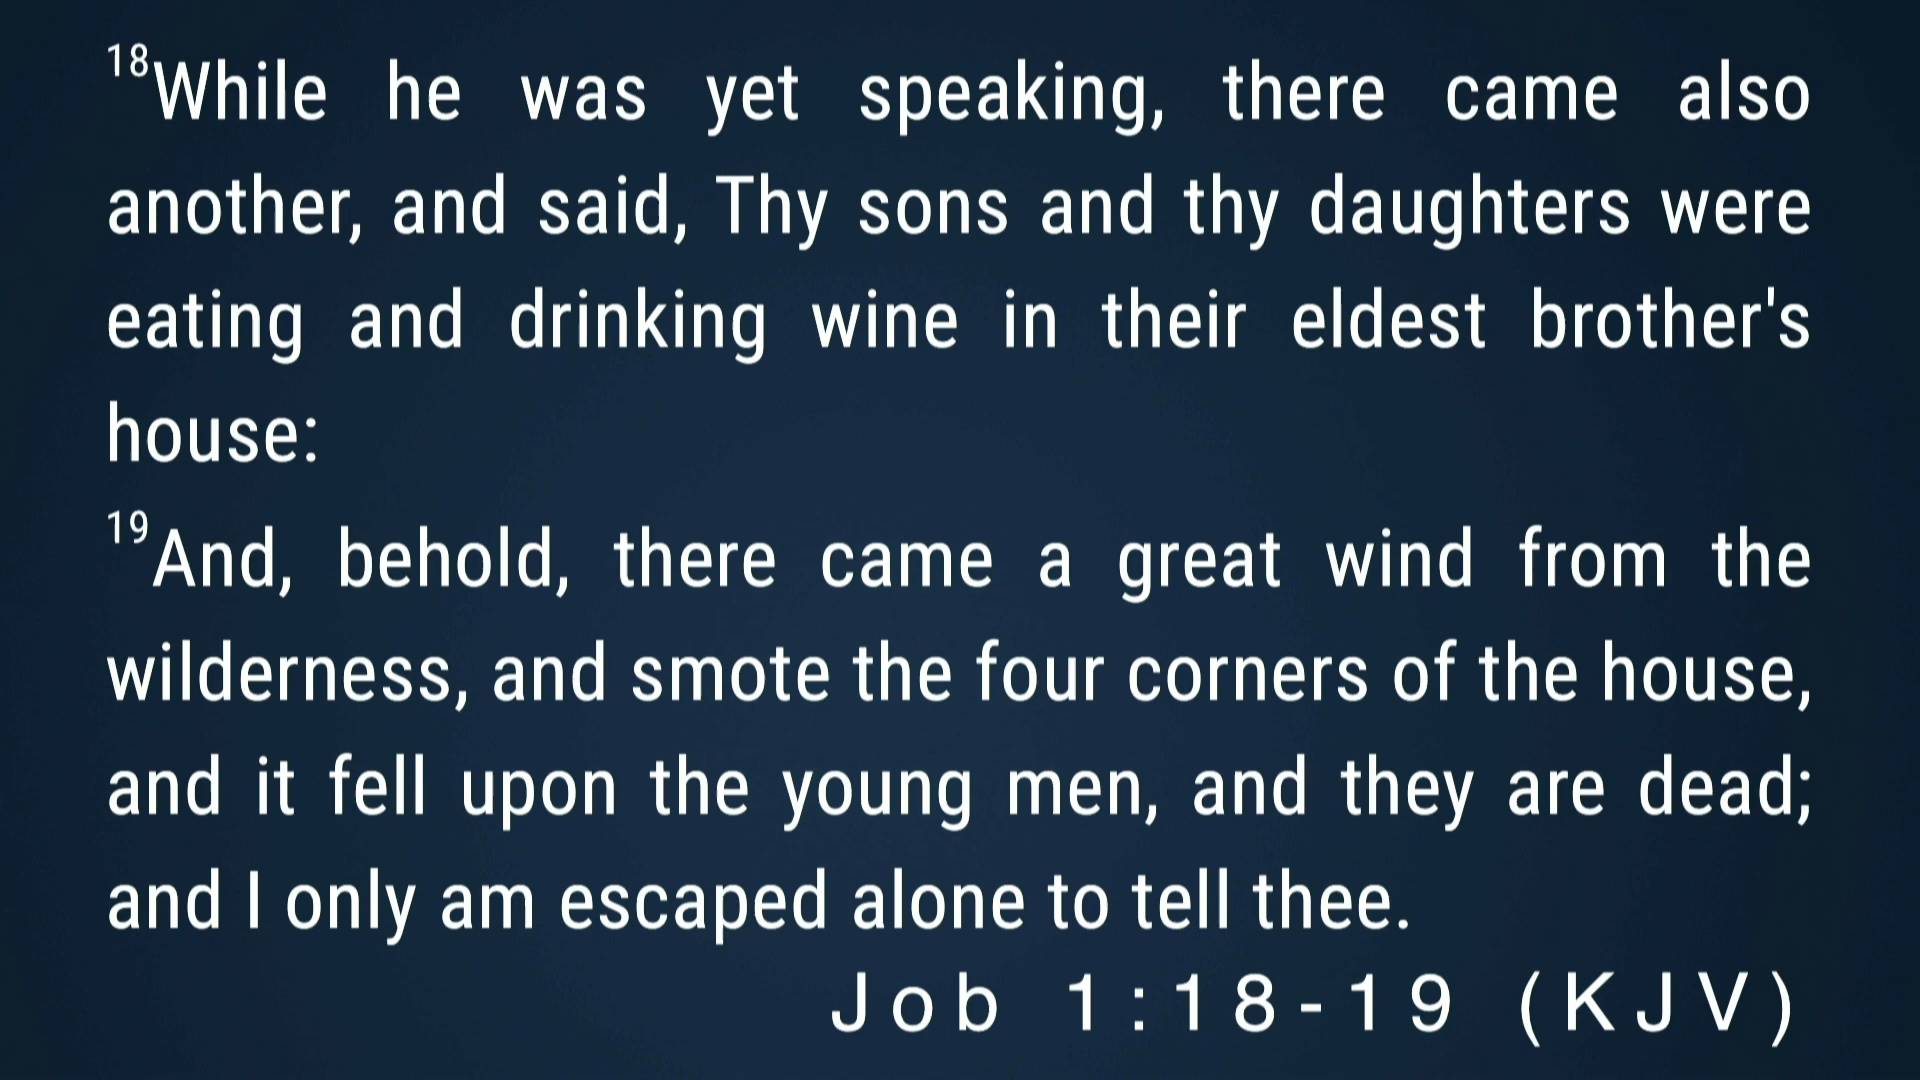 18While he was yet speaking, there came also
another, and said, Thy sons and thy daughters were
eating and drinking wine in their eldest brother's
house:
19And, behold, there came a great wind from the
wilderness, and smote the four corners of the house,
and it fell upon the young men, and they are dead;
and I only am escaped alone to tell thee.
Job 1:18-19 (KJV)